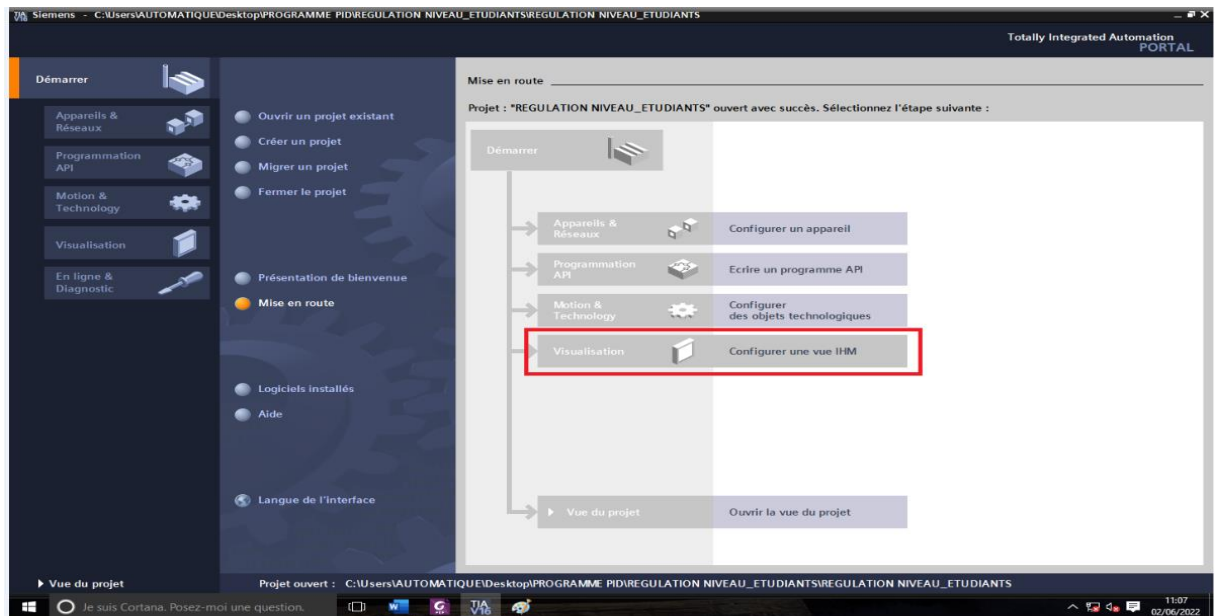 Siemens - C:\Users\AUTOMATIQUE\Desktop\PROGRAMME PID\REGULATION NIVEAU_ETUDIANTS\REGULATION NIVEAU_ETUDIANTS
Totally Integrated Automation
PORTAL
Démarrer
Appareils &
Réseaux
Programmation
API
Motion &
Technology
Visualisation
En ligne &
Diagnostic
Ouvrir un projet existant
Créer un projet
Migrer un projet
Fermer le projet
Présentation de bienvenue
Mise en route
Logiciels installés
Aide
Langue de l'interface
Mise en route
Projet : "REGULATION NIVEAU_ETUDIANTS" ouvert avec succès. Sélectionnez l'étape suivante :
Démarrer
Appareils &
Réseaux
Configurer un appareil
Programmation
API
Ecrire un programme API
Motion &
Technology
Configurer
des objets technologiques
Visualisation
Configurer une vue IHM
Vue du projet
Ouvrir la vue du projet
Vue du projet
Projet ouvert : C:\Users\AUTOMATIQUE\Desktop\PROGRAMME PID\REGULATION NIVEAU_ETUDIANTS\REGULATION NIVEAU_ETUDIANTS
Je suis Cortana. Posez-moi une question.
TIA
V16
11:07
02/06/2022